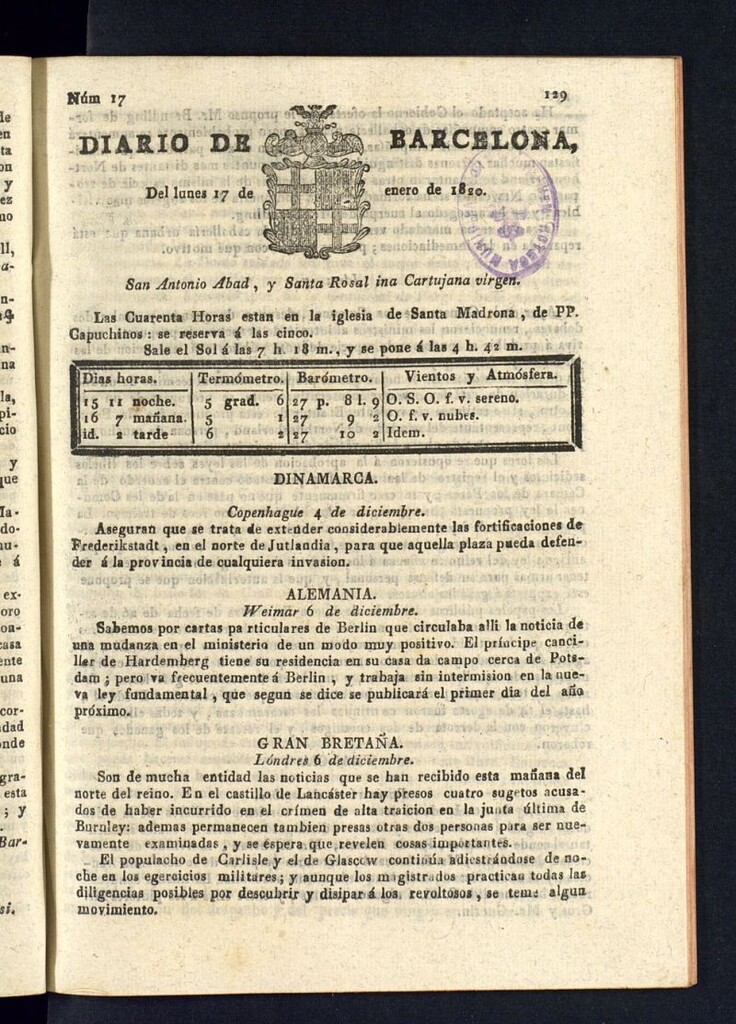 Núm 17 129
DIARIO DE BARCELONA,
Del lunes 17 de enero de 1820.
San Antonio Abad, y Santa Rosal ina Cartujana virgen.
Las Cuarenta Horas estan en la iglesia de Santa Madrona, de PP.
Capuchinos: se reserva á las cinco.
Sale el Sol á las 7 h. 18 m., y se pone á las 4 h. 42 m.
Dias horas. Termómetro. Barómetro. Vientos y Atmósfera.
15 11 noche. 5 grad. 6 27 p. 8 l. 9 O. S. O. f. v. sereno.
16 7 mañana. 5 1 27 9 2 O. f. v. nubes.
id. 2 tarde 6 2 27 10 2 Idem.
DINAMARCA.
Copenhague 4 de diciembre.
Aseguran que se trata de extender considerablemente las fortificaciones de
Frederikstadt, en el norte de Jutlandia, para que aquella plaza pueda defen-
der á la provincia de cualquiera invasion.
ALEMANIA.
Weimar 6 de diciembre.
Sabemos por cartas pa rticulares de Berlin que circulaba alli la noticia de
una mudanza en el ministerio de un modo muy positivo. El príncipe canci-
ller de Hardemberg tiene su residencia en su casa da campo cerca de Pots-
dam; pero va frecuentemente á Berlin, y trabaja sin intermision en la nue-
va ley fundamental, que segun se dice se publicará el primer dia del año
próximo.
GRAN BRETAÑA.
Lóndres 6 de diciembre.
Son de mucha entidad las noticias que se han recibido esta mañana del
norte del reino. En el castillo de Lancáster hay presos cuatro sugetos acusa-
dos de haber incurrido en el crímen de alta traicion en la junta última de
Burnley: ademas permanecen tambien presas otras dos personas para ser nue-
vamente examinadas, y se espera que revelen cosas importantes.
El populacho de Carlisle y el de Glascow continúa adiestrándose de no-
che en los egercicios militares; y aunque los magistrados practican todas las
diligencias posibles por descubrir y disipar á los revoltosos, se teme algun
movimiento.